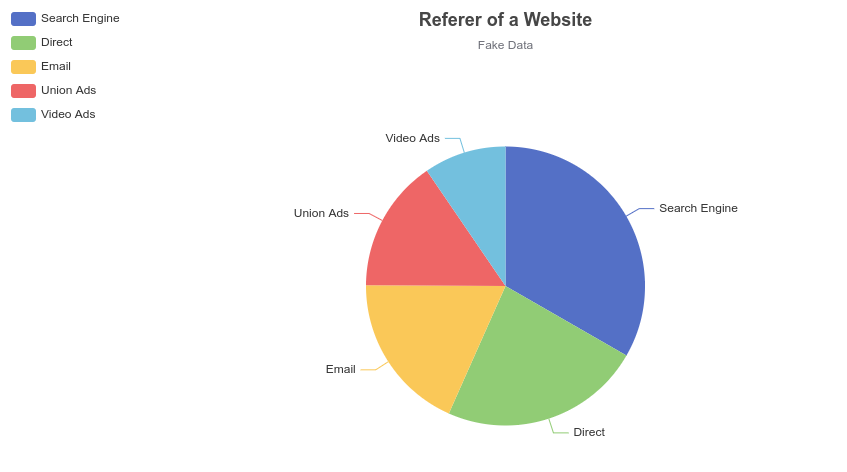 Referer of a Website
Fake Data
Search Engine
Direct
Email
Union Ads
Video Ads
Video Ads
Search Engine
Union Ads
Email
Direct